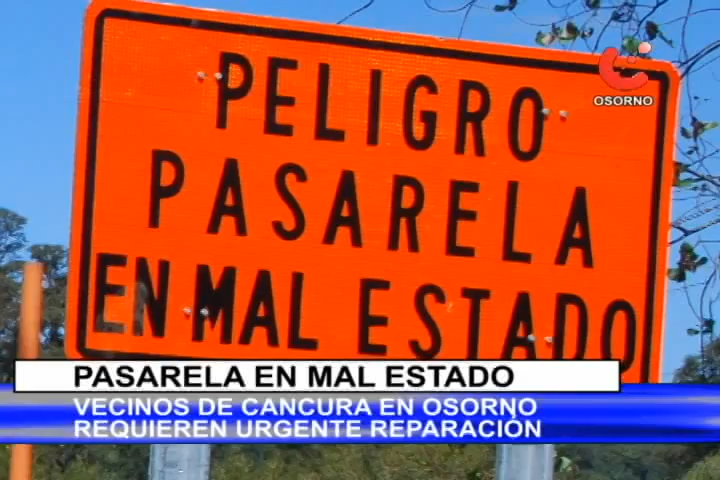 PELIGRO
OSORNO
PASARELA
EN MAL ESTADO
PASARELA EN MAL ESTADO
VECINOS DE CANCURA EN OSORNO
REQUIEREN URGENTE REPARACIÓN